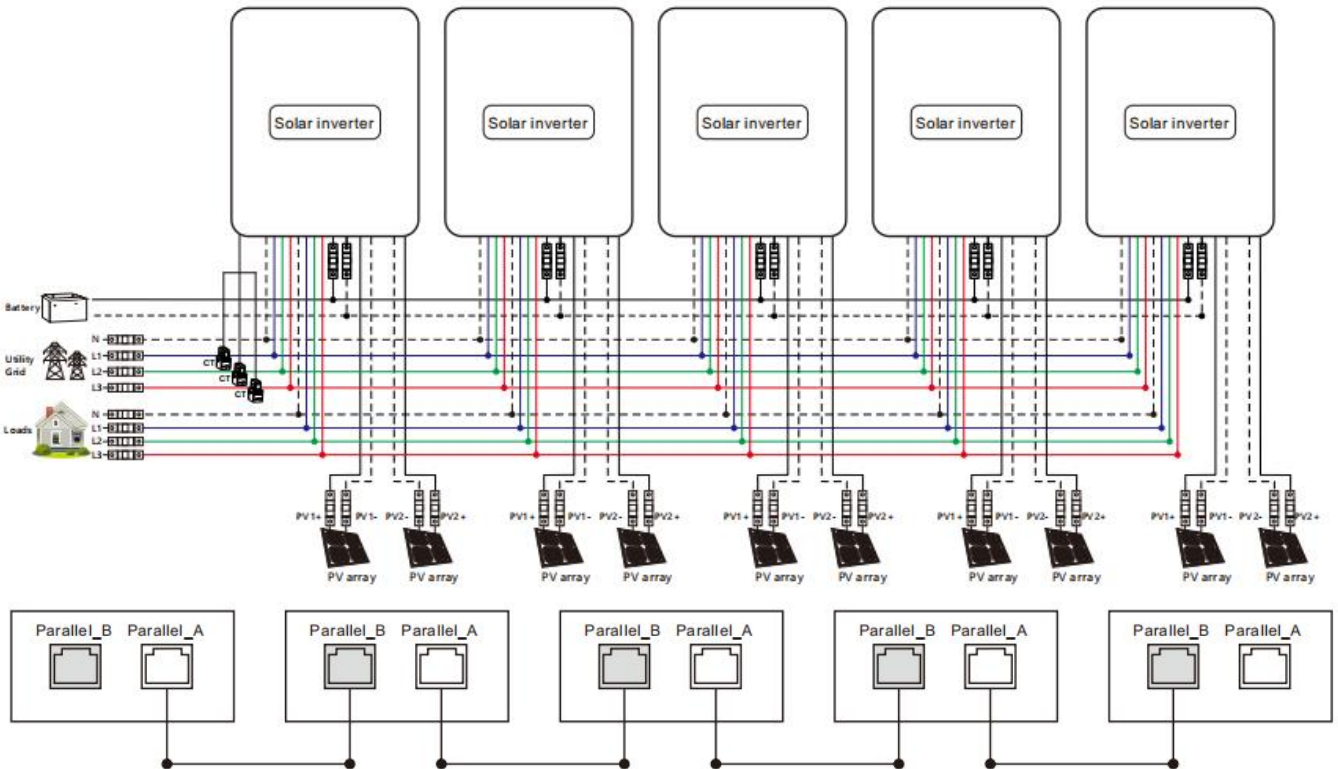 Solar inverter Solar inverter Solar inverter Solar inverter Solar inverter
Battery
N
Utility
Grid
L1
CT
L2
CT
L3
CT
N
Loads
L1
L2
L3
PV1+ PV1- PV2- PV2+ PV1+ PV1- PV2- PV2+ PV1+ PV1- PV2- PV2+ PV1+ PV1- PV2- PV2+ PV1+ PV1- PV2- PV2+
PV array PV array PV array PV array PV array PV array PV array PV array PV array PV array
Parallel_B Parallel_A Parallel_B Parallel_A Parallel_B Parallel_A Parallel_B Parallel_A Parallel_B Parallel_A